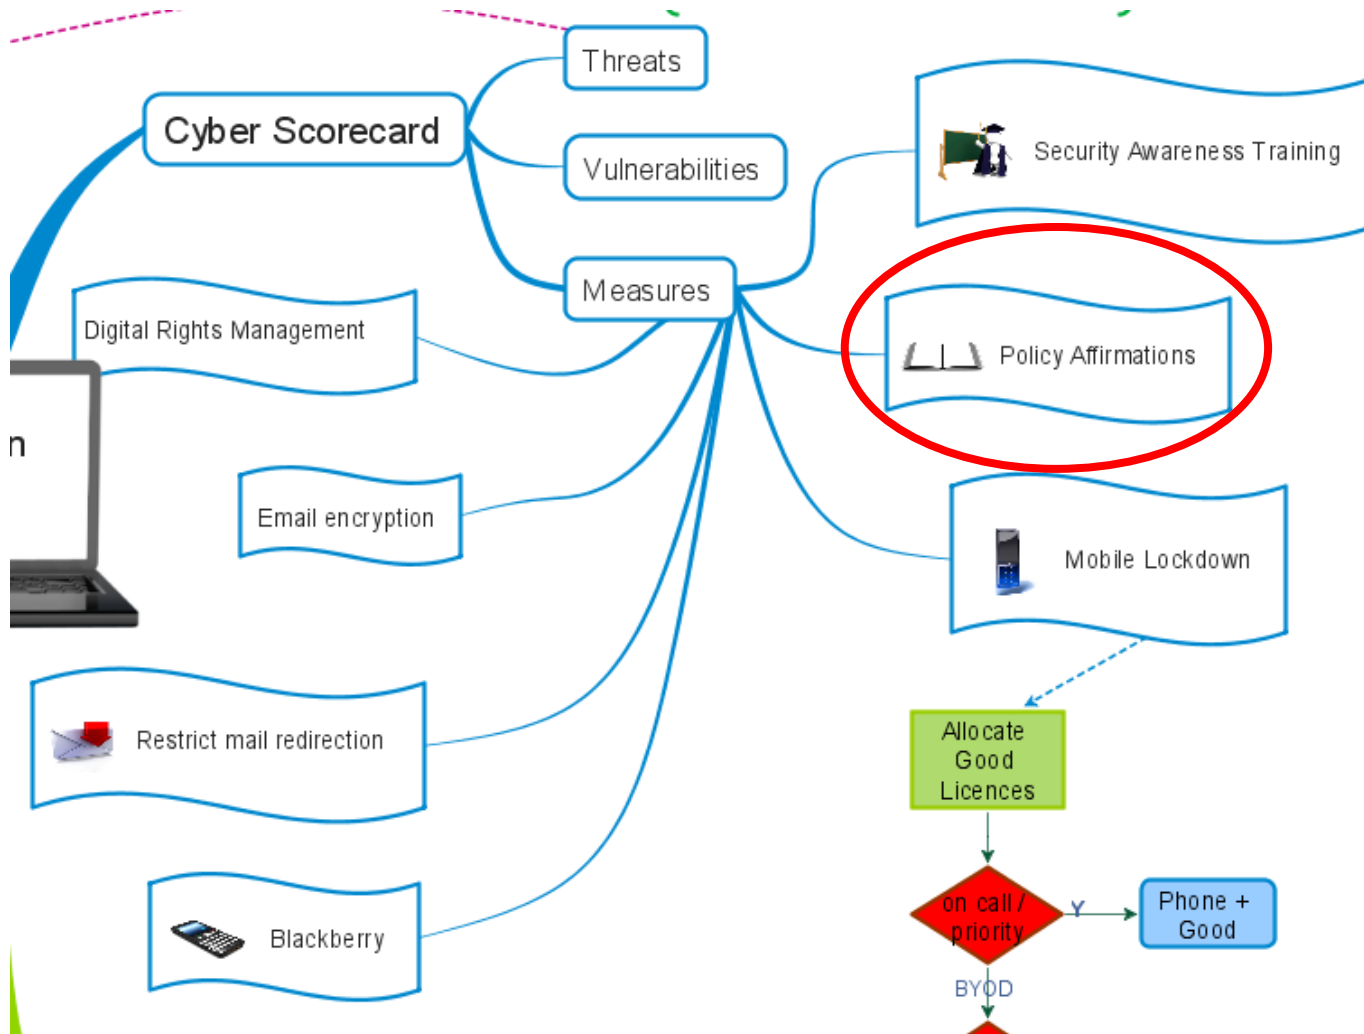 Threats
Cyber Scorecard
Vulnerabilities
Security Awareness Training
Measures
Digital Rights Management
Policy Affirmations
n
Email encryption
Mobile Lockdown
Restrict mail redirection
Allocate
Good
Licences
Blackberry
on call /
priority
Y
Phone +
Good
BYOD